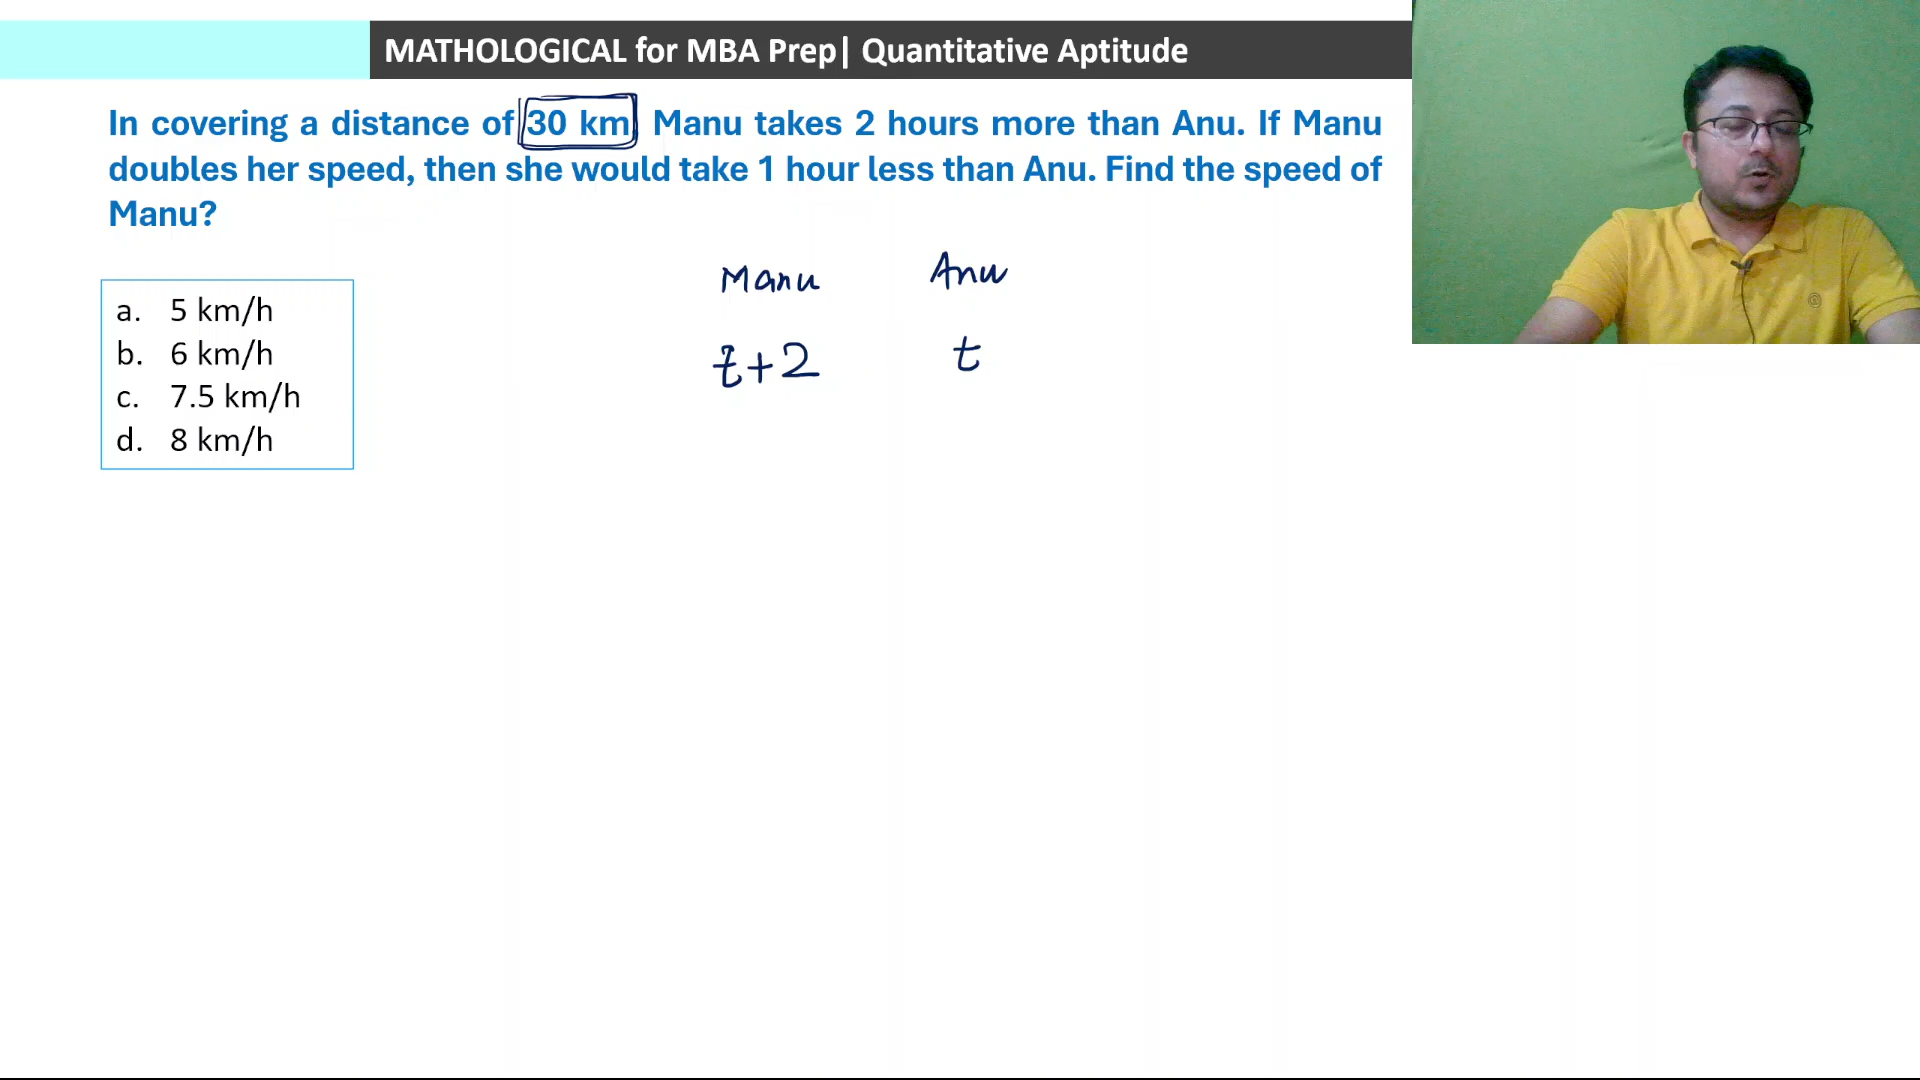 MATHOLOGICAL for MBA Prep| Quantitative Aptitude
In covering a distance of 30 km, Manu takes 2 hours more than Anu. If Manu
doubles her speed, then she would take 1 hour less than Anu. Find the speed of
Manu?
a. 5 km/h
b. 6 km/h
c. 7.5 km/h
d. 8 km/h
Manu Anu
t+2 t